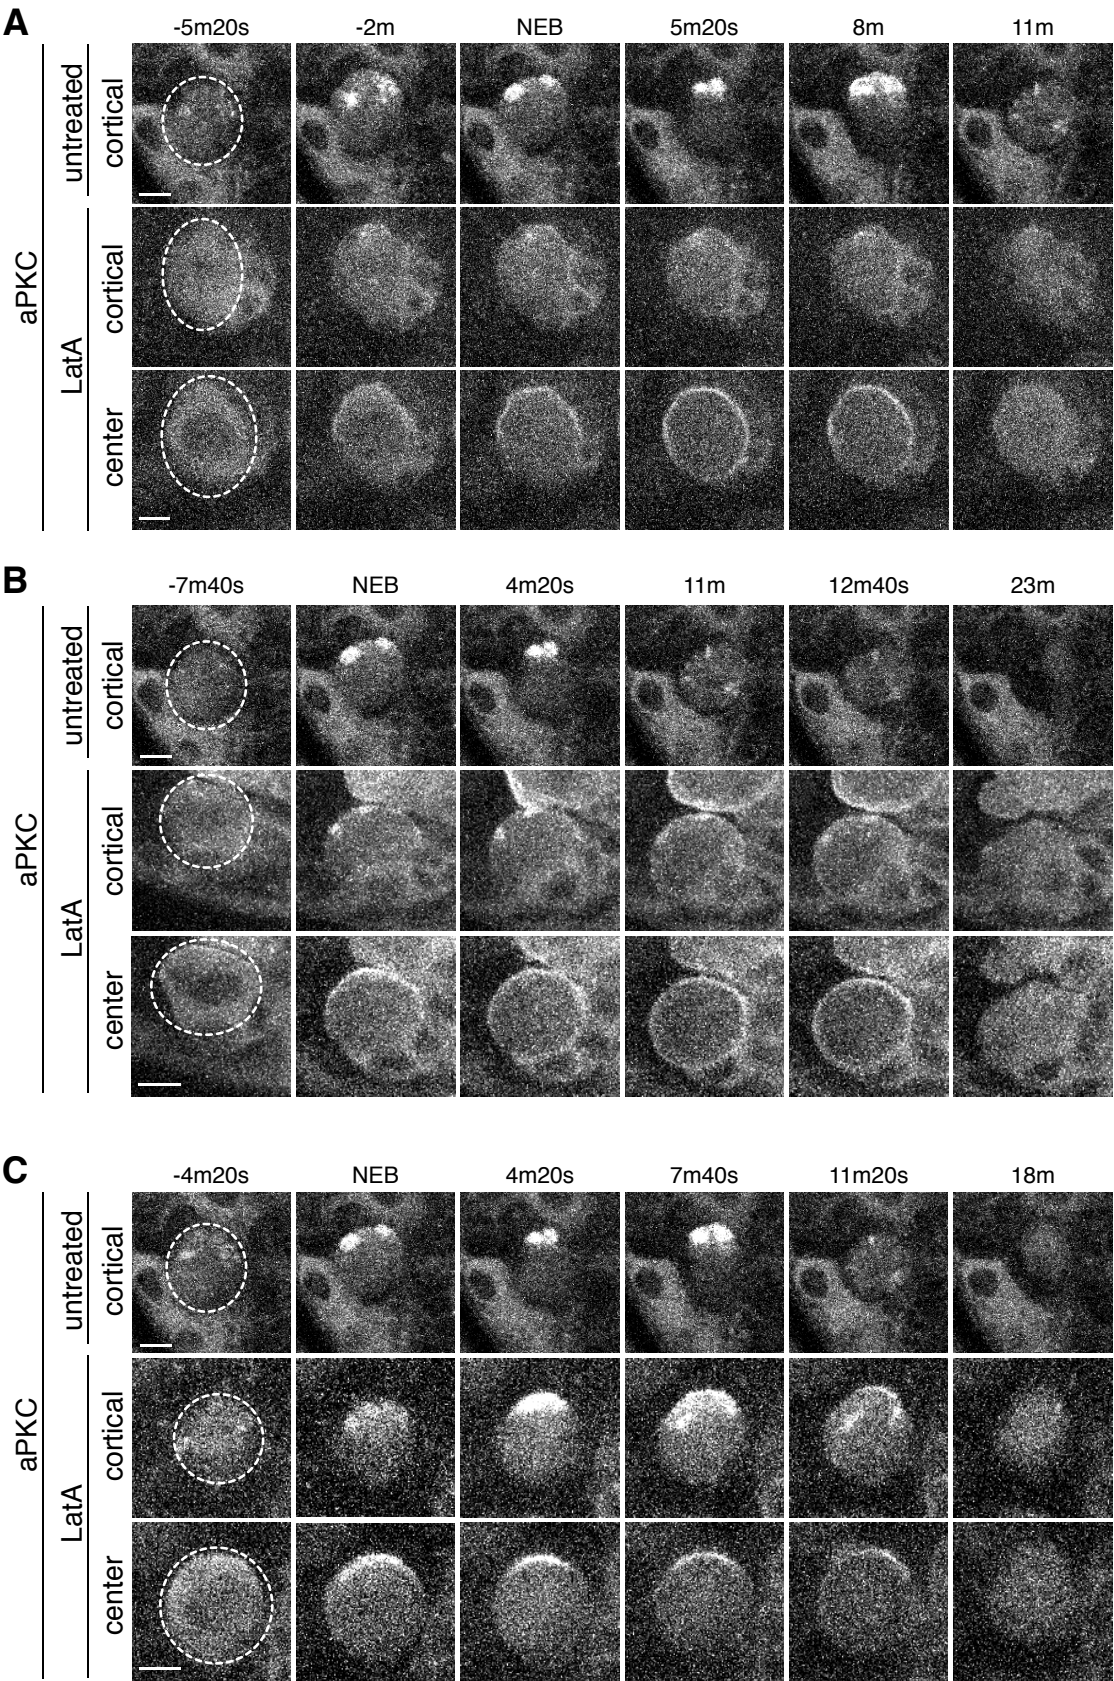 A
-5m20s -2m NEB 5m20s 8m 11m
aPKC
untreated
cortical
LatA
cortical
center
B
-7m40s NEB 4m20s 11m 12m40s 23m
aPKC
untreated
cortical
LatA
cortical
center
C
-4m20s NEB 4m20s 7m40s 11m20s 18m
aPKC
untreated
cortical
LatA
cortical
center